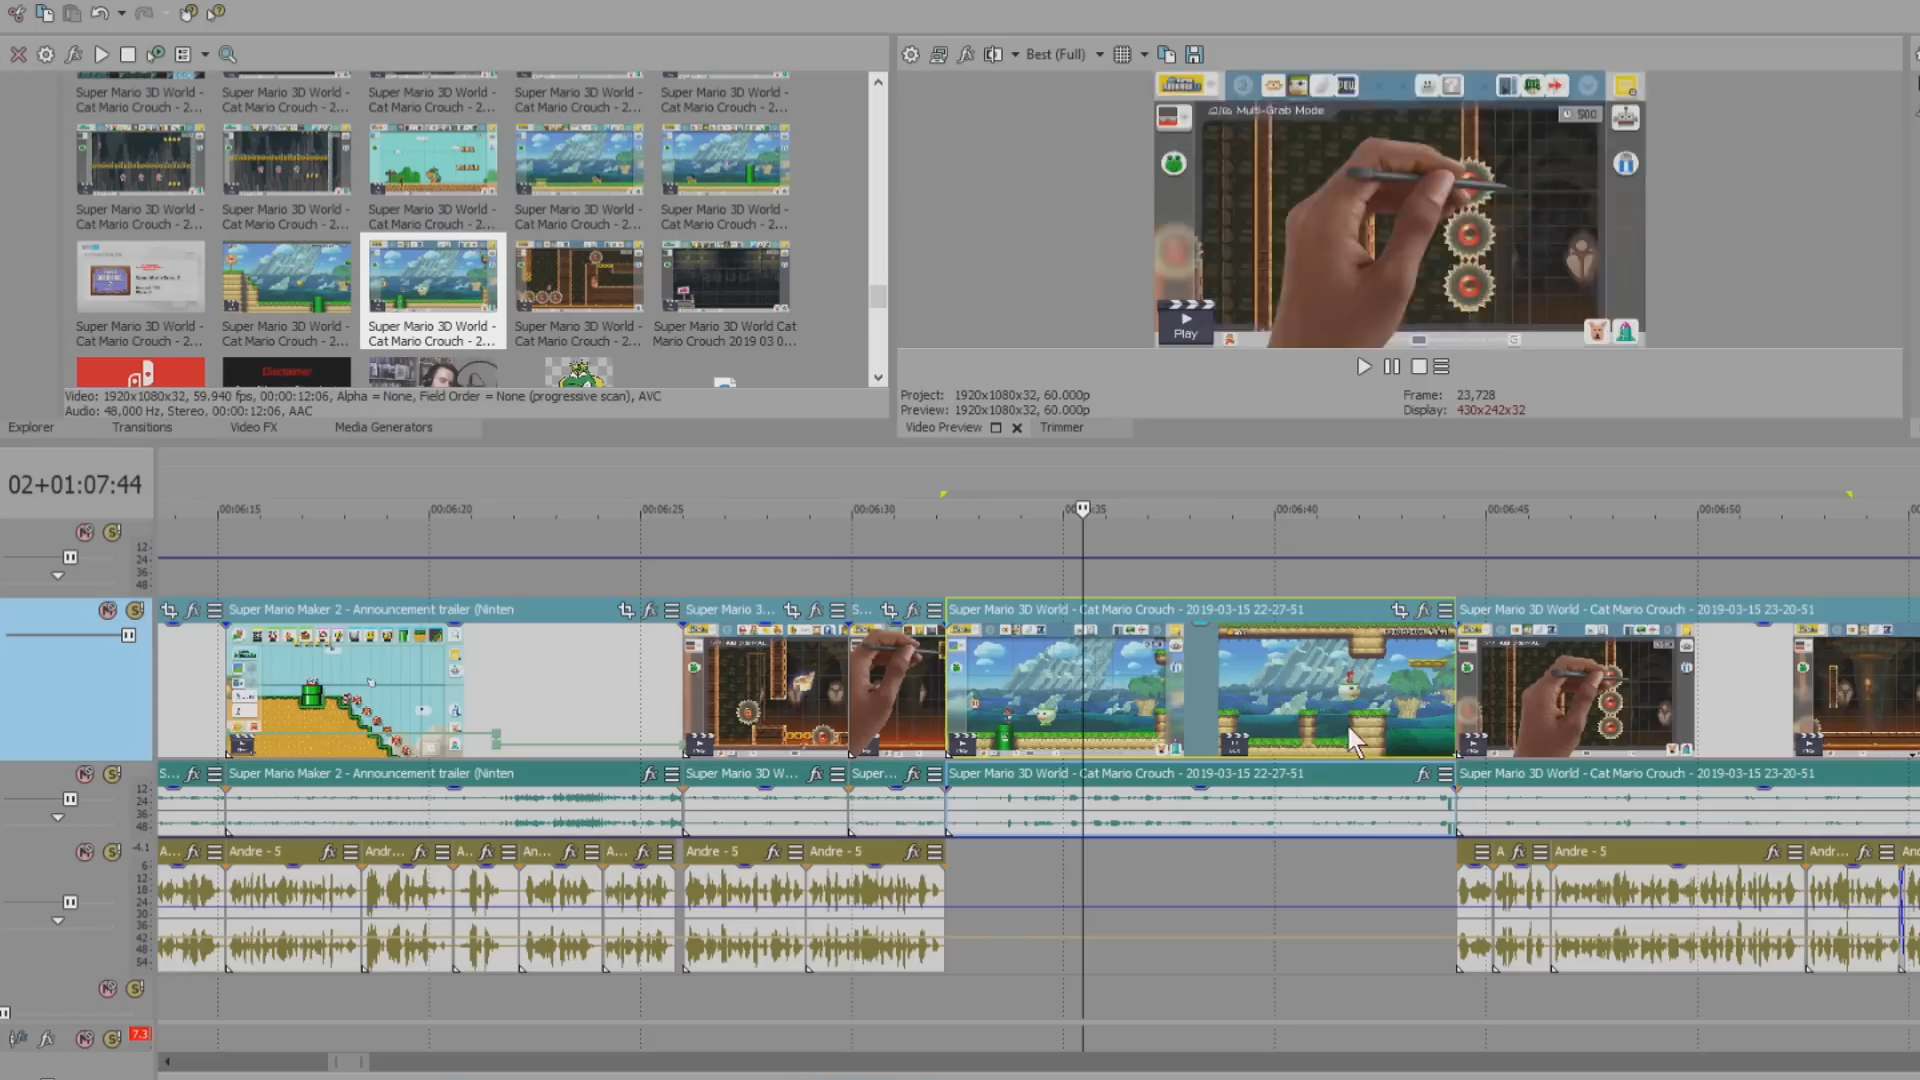 Best (Full)
Super Mario 3D World -
Cat Mario Crouch - 2...
Super Mario 3D World -
Cat Mario Crouch - 2...
Super Mario 3D World -
Cat Mario Crouch - 2...
Super Mario 3D World -
Cat Mario Crouch - 2...
Super Mario 3D World -
Cat Mario Crouch - 2...
Super Mario 3D World -
Cat Mario Crouch - 2...
Super Mario 3D World -
Cat Mario Crouch - 2...
Super Mario 3D World -
Cat Mario Crouch - 2...
Super Mario 3D World -
Cat Mario Crouch - 2...
Super Mario 3D World -
Cat Mario Crouch - 2...
Super Mario 3D World -
Cat Mario Crouch - 2...
Super Mario 3D World -
Cat Mario Crouch - 2...
Super Mario 3D World -
Cat Mario Crouch - 2...
Super Mario 3D World -
Cat Mario Crouch - 2...
Super Mario 3D World Cat
Mario Crouch 2019 03 0...
Disclaimer
Video: 1920x1080x32, 59.940 fps, 00:00:12:06, Alpha = None, Field Order = None (progressive scan), AVC
Audio: 48,000 Hz, Stereo, 00:00:12:06, AAC
Explorer Transitions Video FX Media Generators
Multi-Grab Mode
500
Play
Project: 1920x1080x32, 60.000p
Preview: 1920x1080x32, 60.000p
Frame: 23,728
Display: 430x242x32
Video Preview Trimmer
02+01:07:44
00:06:15 00:06:20 00:06:25 00:06:30 00:06:40 00:06:45 00:06:50
12
24
36
48
Super Mario Maker 2 - Announcement trailer (Ninten
Super Mario 3...
S...
Super Mario 3D World - Cat Mario Crouch - 2019-03-15 22-27-51
Super Mario 3D World - Cat Mario Crouch - 2019-03-15 23-20-51
S...
Super Mario Maker 2 - Announcement trailer (Ninten
Super Mario 3D W...
Super...
Super Mario 3D World - Cat Mario Crouch - 2019-03-15 22-27-51
Super Mario 3D World - Cat Mario Crouch - 2019-03-15 23-20-51
12
24
36
48
-4.1
A... Andre - 5 Andr... A.. An... A... Andre - 5 Andre - 5 A Andre - 5 Andr...
6
12
18
24
30
36
42
48
54
7.3